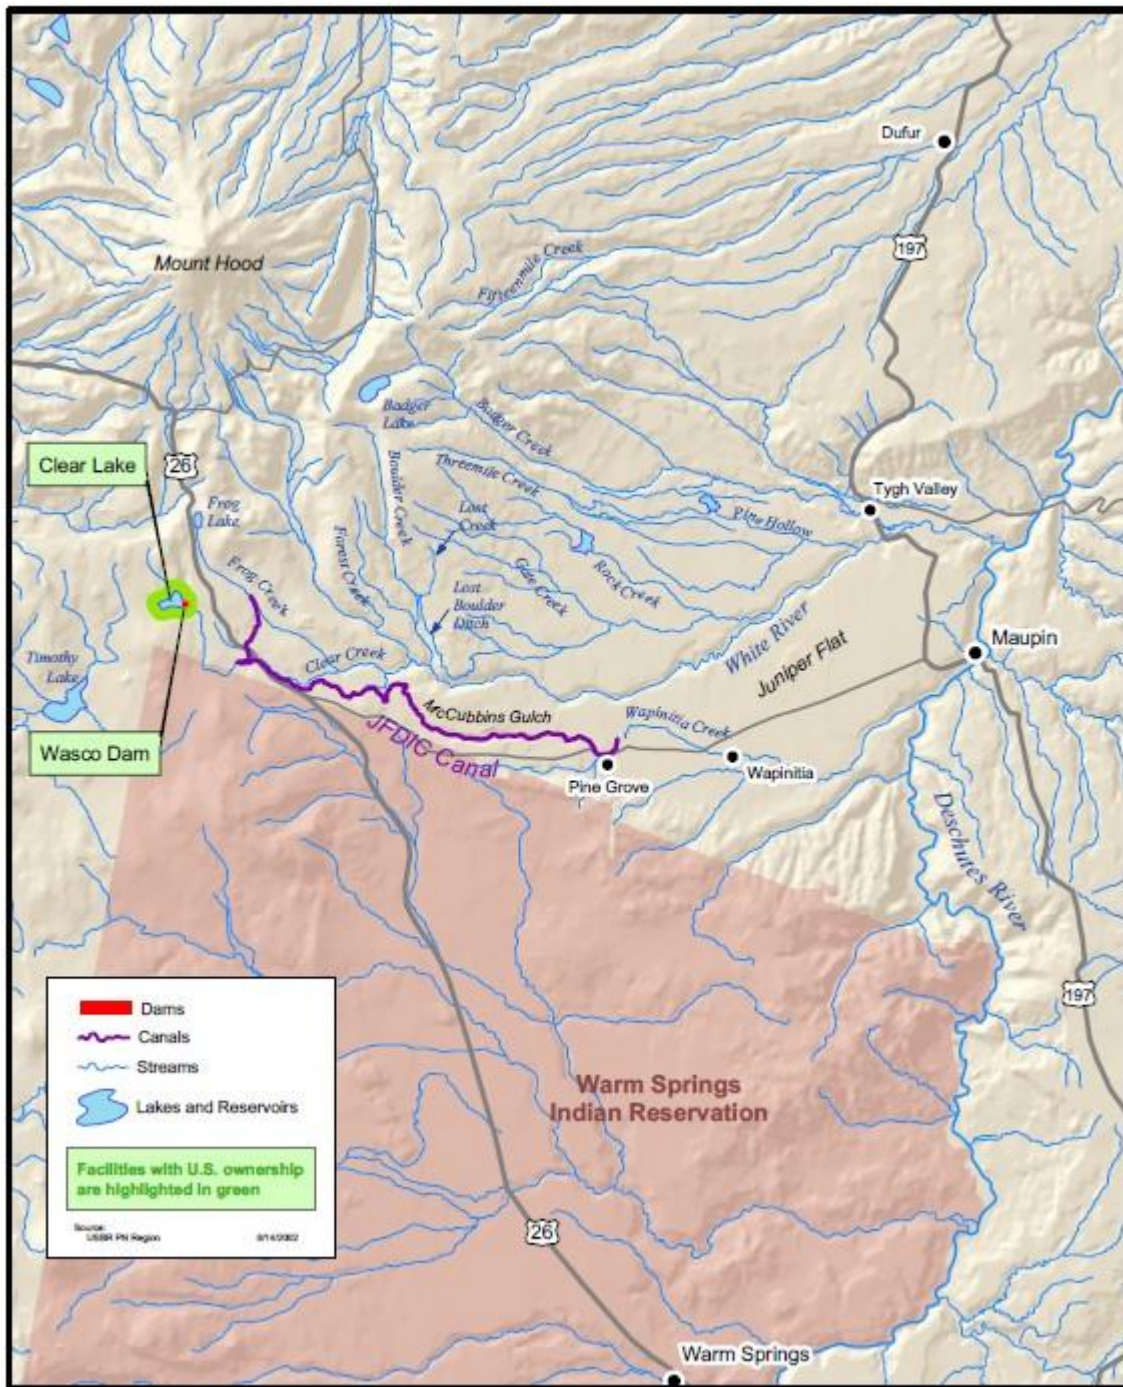 Dufur
197
Fifteenmile Creek
Mount Hood
Badger
Lake
Badger Creek
Clear Lake
26
Threemile Creek
Boulder Creek
Tygh Valley
Frog
Lake
Lost
Creek
Pine Hollow
Forest Creek
Frog Creek
Gate Creek
Rock Creek
Lost
Boulder
Ditch
White River
Maupin
Timothy
Lake
Clear Creek
Juniper Flat
McCubbins Gulch
Wapinitia Creek
JFDIC Canal
Wasco Dam
Pine Grove
Wapinitia
Deschutes River
197
Dams
Canals
Streams
Lakes and Reservoirs
Facilities with U.S. ownership
are highlighted in green
Source:
USBR PN Region
6/14/2002
Warm Springs
Indian Reservation
26
Warm Springs